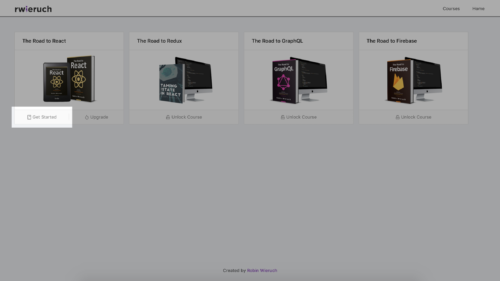 rwieruch
Courses
Home
The Road to React
The Road to Redux
The Road to GraphQL
The Road to Firebase
React
TAMING
STATE
IN REACT
GraphQL
Firebase
Get Started
Upgrade
Unlock Course
Unlock Course
Unlock Course
Created by Robin Wieruch